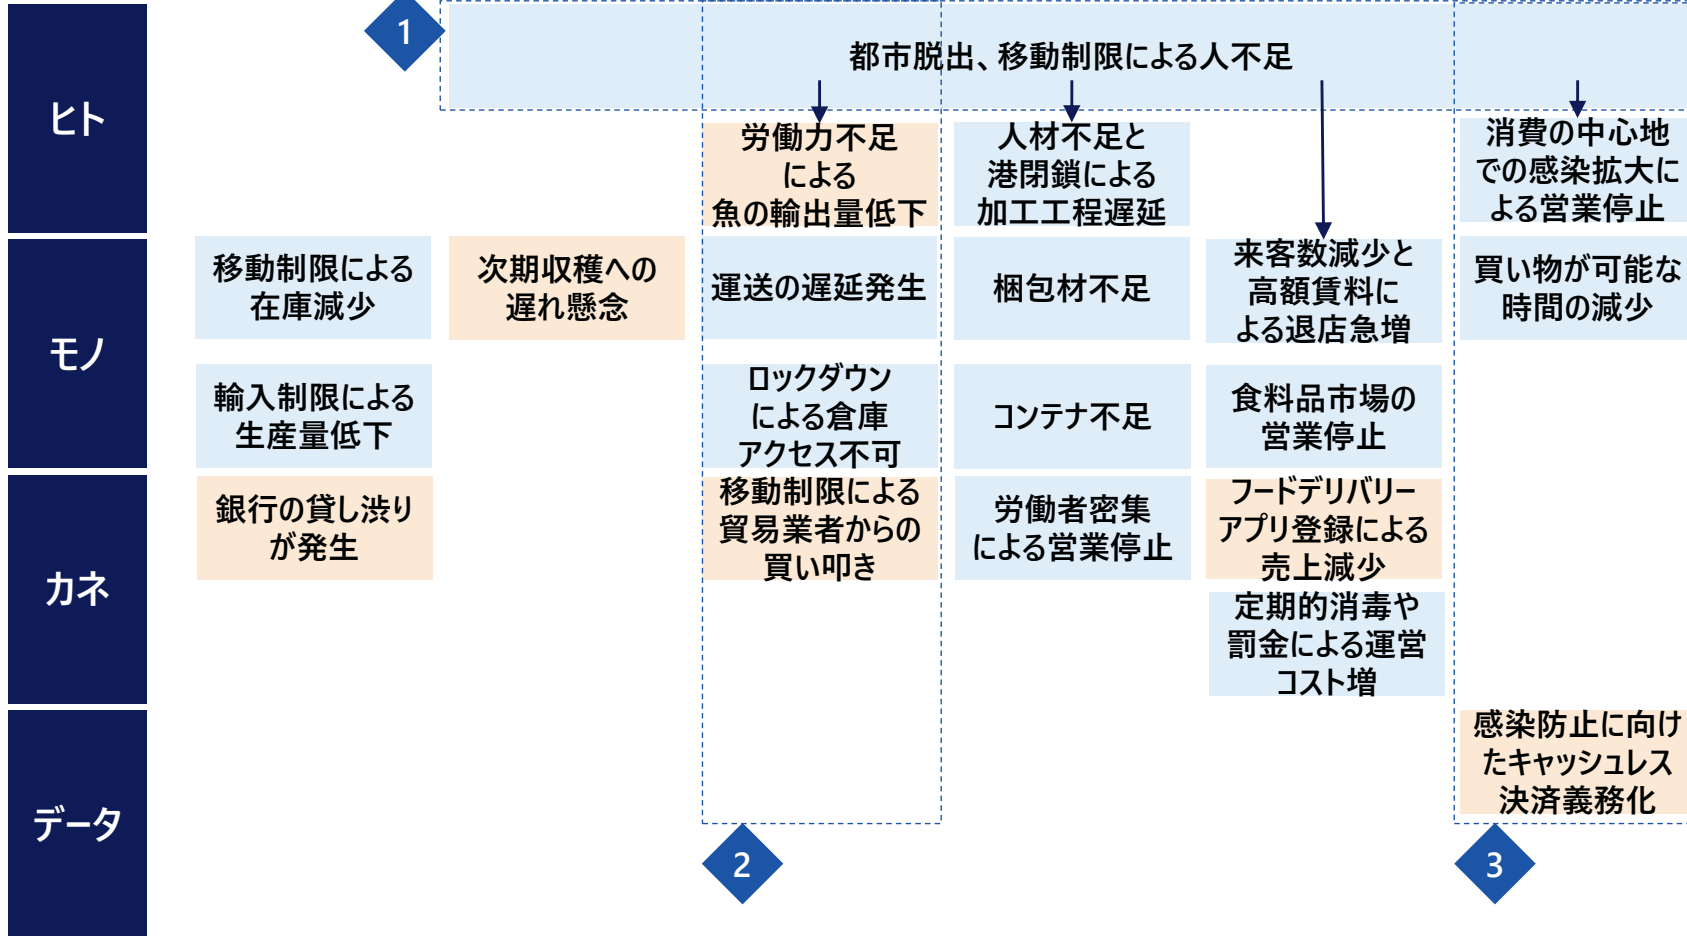 1
都市脱出、移動制限による人不足
ヒト
労働力不足
による
魚の輸出量低下
人材不足と
港閉鎖による
加工工程遅延
消費の中心地
での感染拡大に
よる営業停止
モノ
移動制限による
在庫減少
次期収穫への
遅れ懸念
運送の遅延発生
梱包材不足
来客数減少と
高額賃料に
よる退店急増
買い物が可能な
時間の減少
輸入制限による
生産量低下
ロックダウン
による倉庫
アクセス不可
コンテナ不足
食料品市場の
営業停止
カネ
銀行の貸し渋り
が発生
移動制限による
貿易業者からの
買い叩き
労働者密集
による営業停止
フードデリバリー
アプリ登録による
売上減少
定期的消毒や
罰金による運営
コスト増
データ
感染防止に向け
たキャッシュレス
決済義務化
2
3